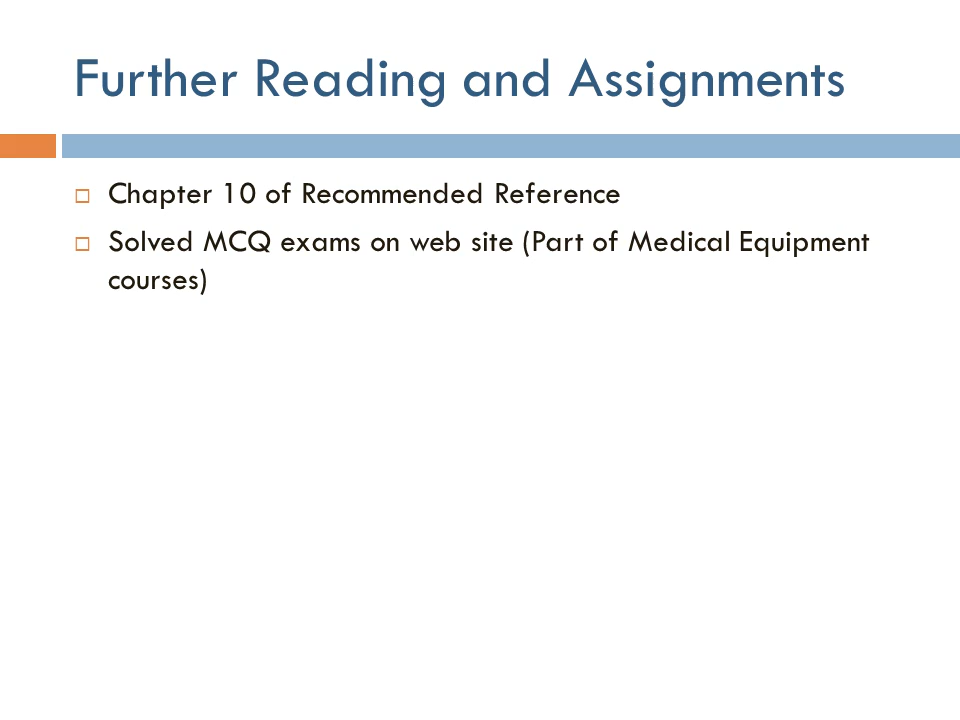 Further Reading and Assignments
Chapter 10 of Recommended Reference
Solved MCQ exams on web site (Part of Medical Equipment
courses)